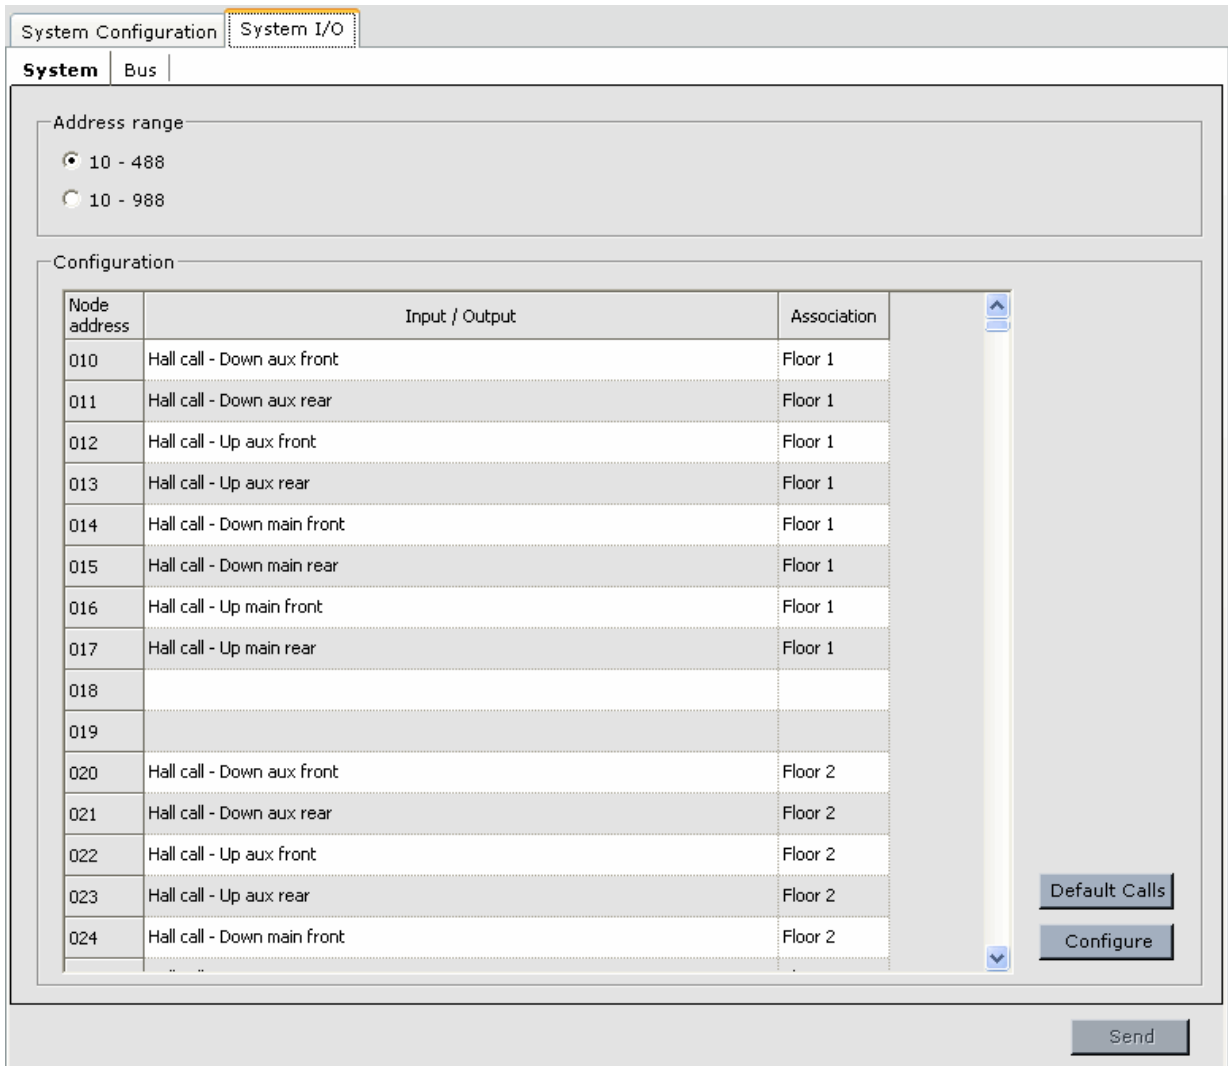 System Configuration System I/O
System Bus
Address range
10 - 488
10 - 988
Configuration
Node address Input / Output Association
010 Hall call - Down aux front Floor 1
011 Hall call - Down aux rear Floor 1
012 Hall call - Up aux front Floor 1
013 Hall call - Up aux rear Floor 1
014 Hall call - Down main front Floor 1
015 Hall call - Down main rear Floor 1
016 Hall call - Up main front Floor 1
017 Hall call - Up main rear Floor 1
018
019
020 Hall call - Down aux front Floor 2
021 Hall call - Down aux rear Floor 2
022 Hall call - Up aux front Floor 2
023 Hall call - Up aux rear Floor 2
024 Hall call - Down main front Floor 2
Default Calls
Configure
Send